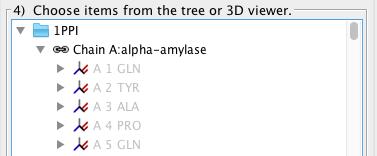 4) Choose items from the tree or 3D viewer.
1PPI
Chain A:alpha-amylase
A 1 GLN
A 2 TYR
A 3 ALA
A 4 PRO
A 5 GLN